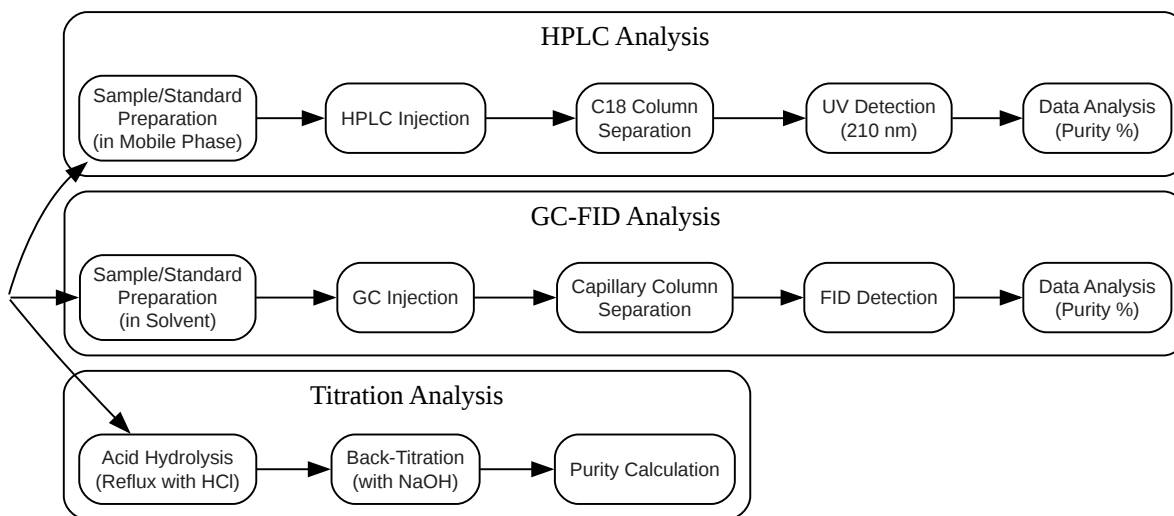 HPLC Analysis
Sample/Standard
Preparation
(in Mobile Phase)
HPLC Injection
C18 Column
Separation
UV Detection
(210 nm)
Data Analysis
(Purity %)
GC-FID Analysis
Sample/Standard
Preparation
(in Solvent)
GC Injection
Capillary Column
Separation
FID Detection
Data Analysis
(Purity %)
Titration Analysis
Acid Hydrolysis
(Reflux with HCl)
Back-Titration
(with NaOH)
Purity Calculation